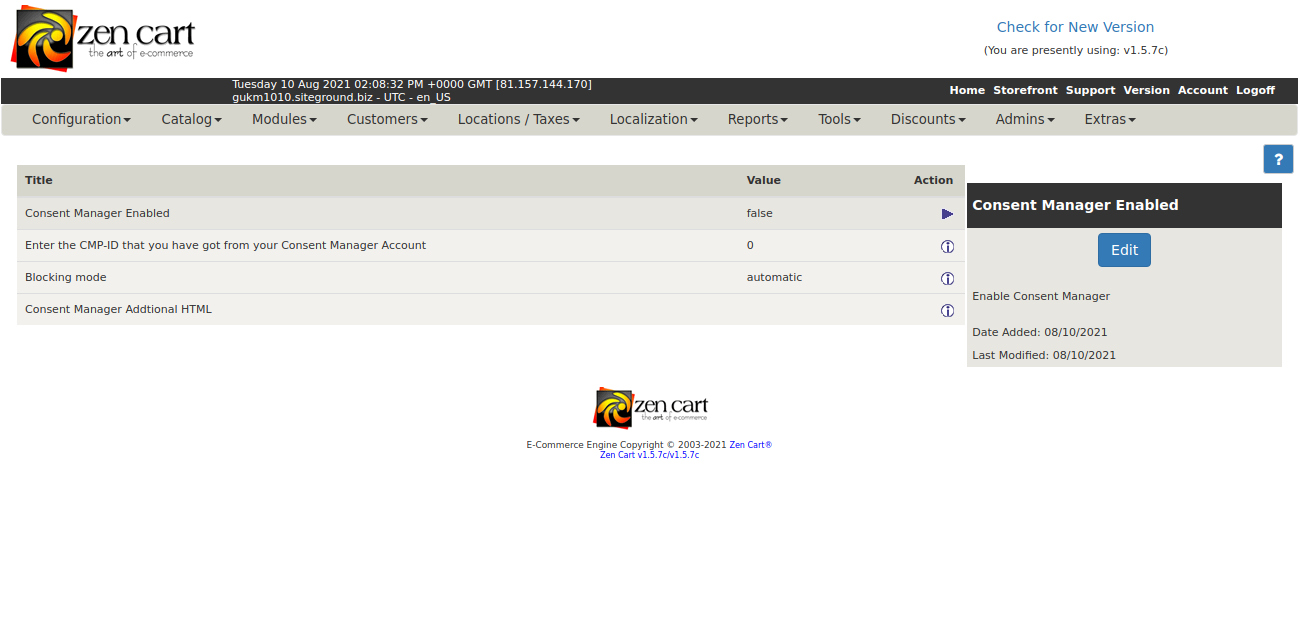 zen cart
the art of e-commerce
Check for New Version
(You are presently using: v1.5.7c)
Tuesday 10 Aug 2021 02:08:32 PM +0000 GMT [81.157.144.170]
gukm1010.siteground.biz - UTC - en_US
Home Storefront Support Version Account Logoff
Configuration Catalog Modules Customers Locations / Taxes Localization Reports Tools Discounts Admins Extras
?
Title Value Action
Consent Manager Enabled false
Enter the CMP-ID that you have got from your Consent Manager Account 0
Blocking mode automatic
Consent Manager Addtional HTML
Consent Manager Enabled
Edit
Enable Consent Manager
Date Added: 08/10/2021
Last Modified: 08/10/2021
zen cart
the art of e-commerce
E-Commerce Engine Copyright © 2003-2021 Zen Cart®
Zen Cart v1.5.7c/v1.5.7c